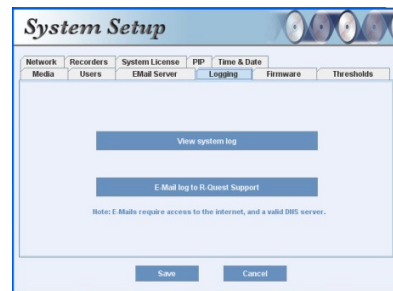 System Setup
Network Recorders System License PIP Time & Date
Media Users EMail Server Logging Firmware Thresholds
View system log
E-Mail log to R-Quest Support
Note: E-Mails require access to the internet, and a valid DNS server.
Save Cancel